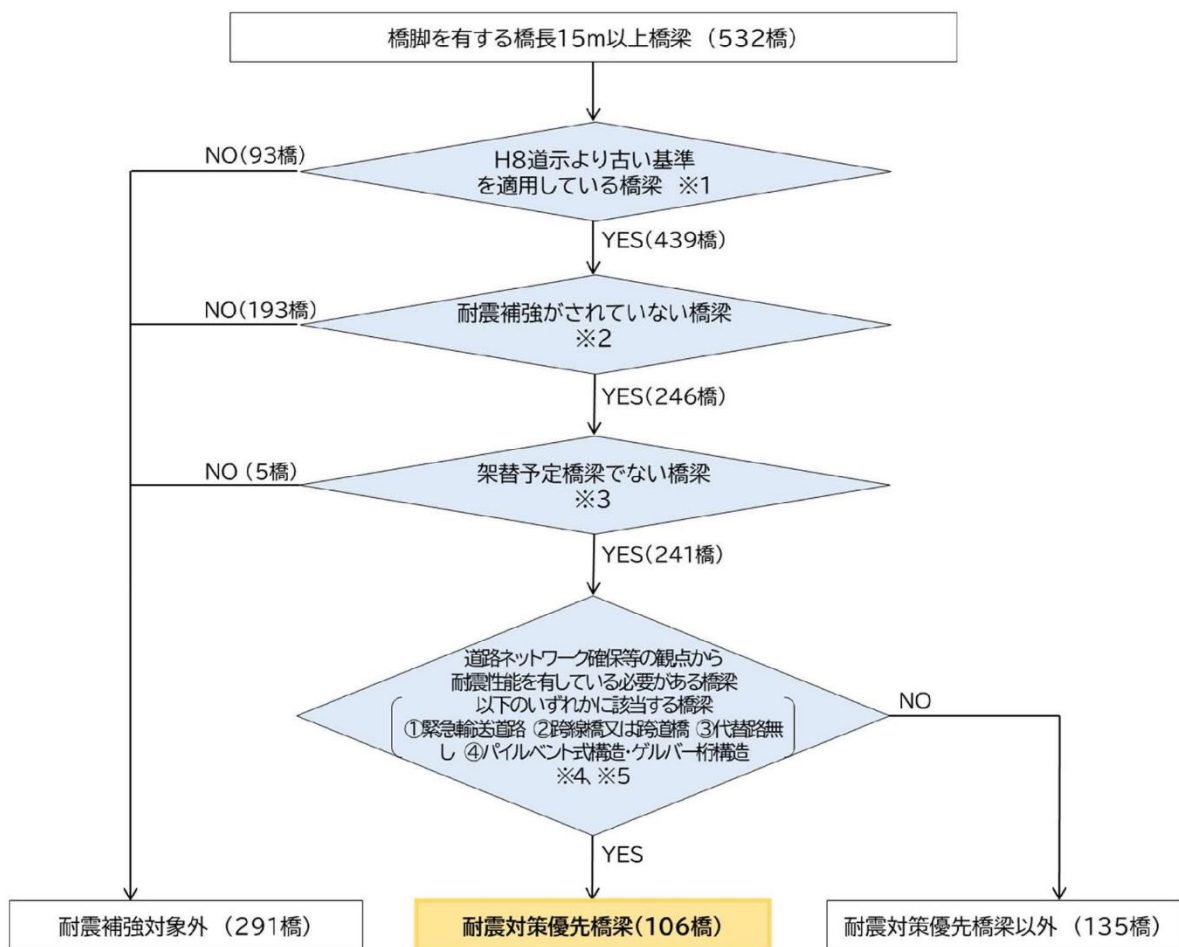 橋脚を有する橋長15m以上橋梁 (532橋)
NO(93橋)
H8道示より古い基準
を適用している橋梁 ※1
YES(439橋)
NO(193橋)
耐震補強がされていない橋梁
※2
YES(246橋)
NO (5橋)
架替予定橋梁でない橋梁
※3
YES(241橋)
道路ネットワーク確保等の観点から
耐震性能を有している必要がある橋梁
以下のいずれかに該当する橋梁
①緊急輸送道路 ②跨線橋又は跨道橋 ③代替路無
し ④パイルベント式構造・ゲルバー桁構造
※4、※5
NO
YES
耐震補強対象外 (291橋)
耐震対策優先橋梁(106橋)
耐震対策優先橋梁以外 (135橋)